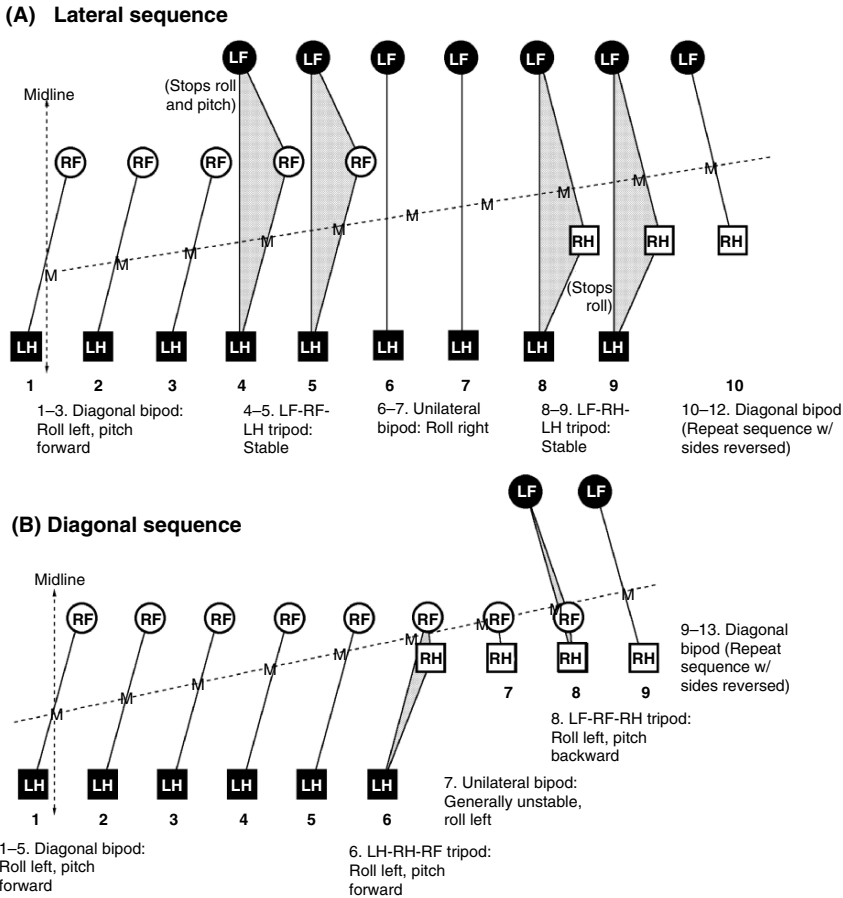 (A) Lateral sequence
LF LF LF LF LF LF LF
(Stops roll
and pitch)
Midline
RF RF RF RF RF
M M M M M M M M M M
RH RH RH
(Stops
roll)
LH LH LH LH LH LH LH LH LH
1 2 3 4 5 6 7 8 9 10
1–3. Diagonal bipod:
Roll left, pitch
forward
4–5. LF-RF-
LH tripod:
Stable
6–7. Unilateral
bipod: Roll right
8–9. LF-RH-
LH tripod:
Stable
10–12. Diagonal bipod
(Repeat sequence w/
sides reversed)
(B) Diagonal sequence
LF LF
Midline
RF RF RF RF RF RF RF RF
M M M M M M M M M
RH RH RH RH
7 8 9
9–13. Diagonal
bipod (Repeat
sequence w/
sides reversed)
8. LF-RF-RH tripod:
Roll left, pitch
backward
LH LH LH LH LH LH
1 2 3 4 5 6
7. Unilateral bipod:
Generally unstable,
roll left
1–5. Diagonal bipod:
Roll left, pitch
forward
6. LH-RH-RF tripod:
Roll left, pitch
forward